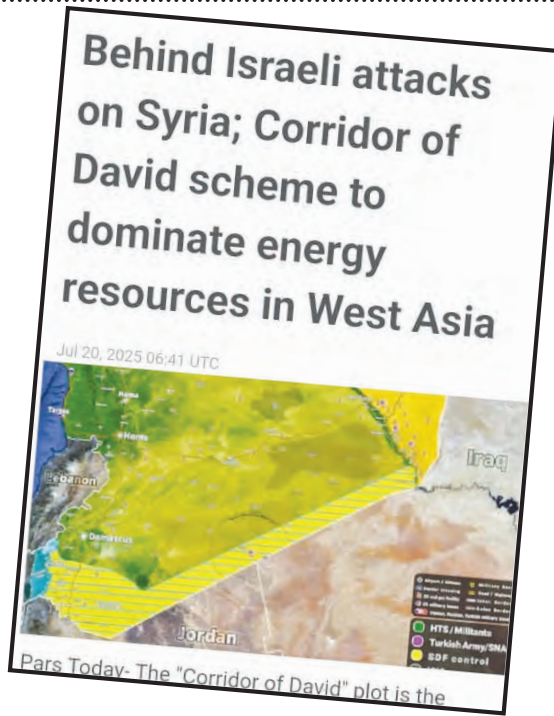 Behind Israeli attacks
on Syria; Corridor of
David scheme to
dominate energy
resources in West Asia
Jul 20, 2025 06:41 UTC
Hama
Homs
Lebanon
Iraq
Damascus
Jordan
HTS / Militants
Turkish Army/SNA
SDF control
Pars Today- The "Corridor of David" plot is the